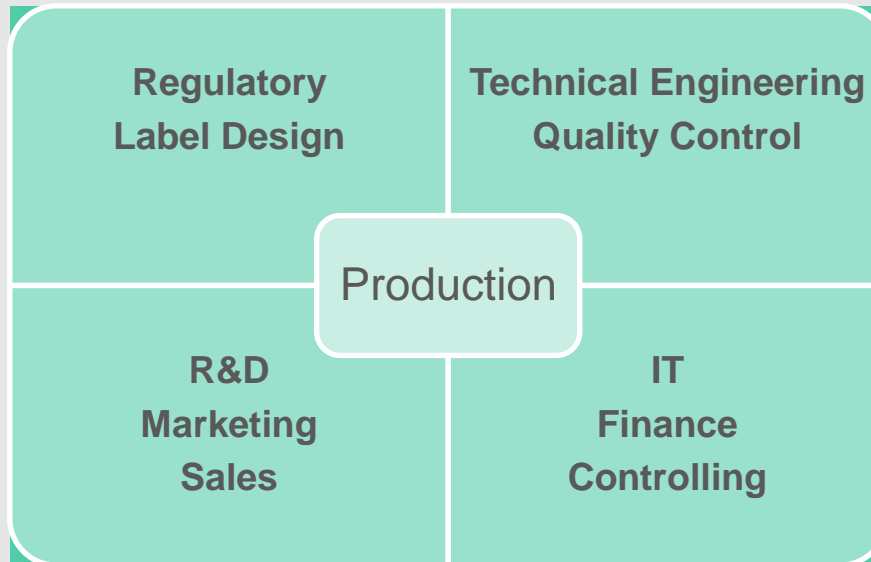 Regulatory
Label Design
Technical Engineering
Quality Control
Production
R&D
Marketing
Sales
IT
Finance
Controlling